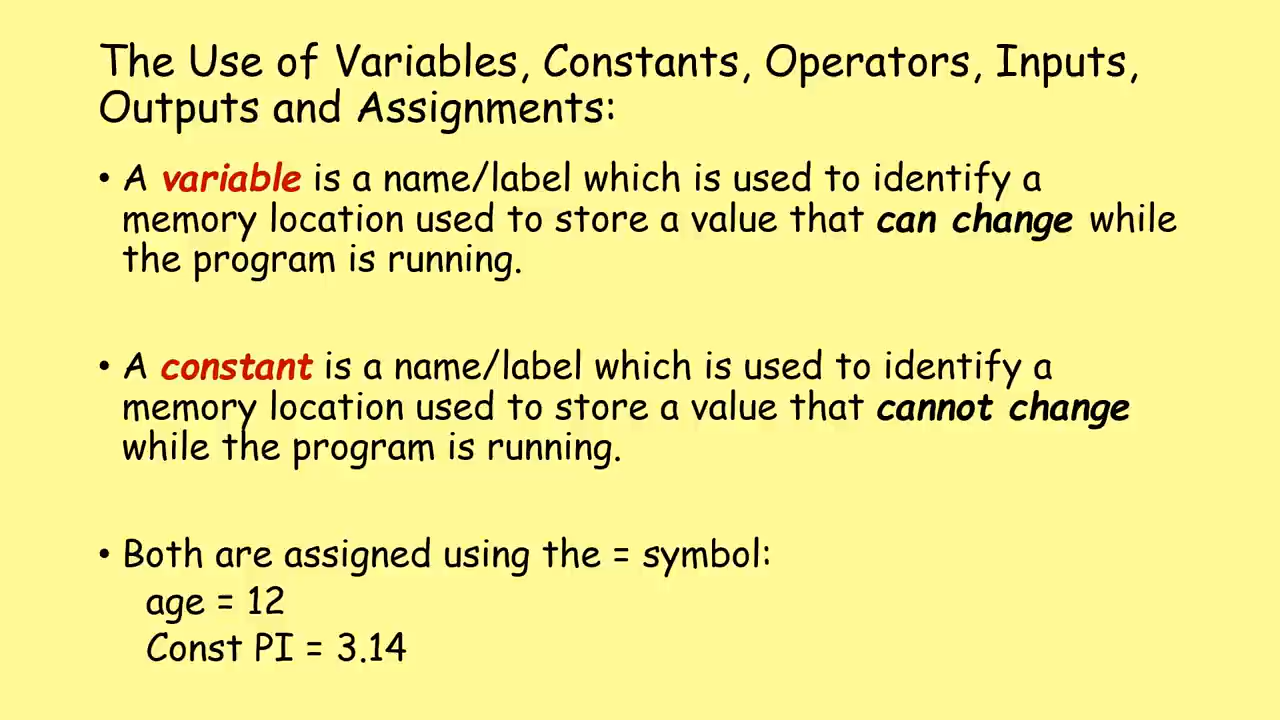 The Use of Variables, Constants, Operators, Inputs,
Outputs and Assignments:
• A variable is a name/label which is used to identify a
memory location used to store a value that can change while
the program is running.
• A constant is a name/label which is used to identify a
memory location used to store a value that cannot change
while the program is running.
• Both are assigned using the = symbol:
age = 12
Const PI = 3.14